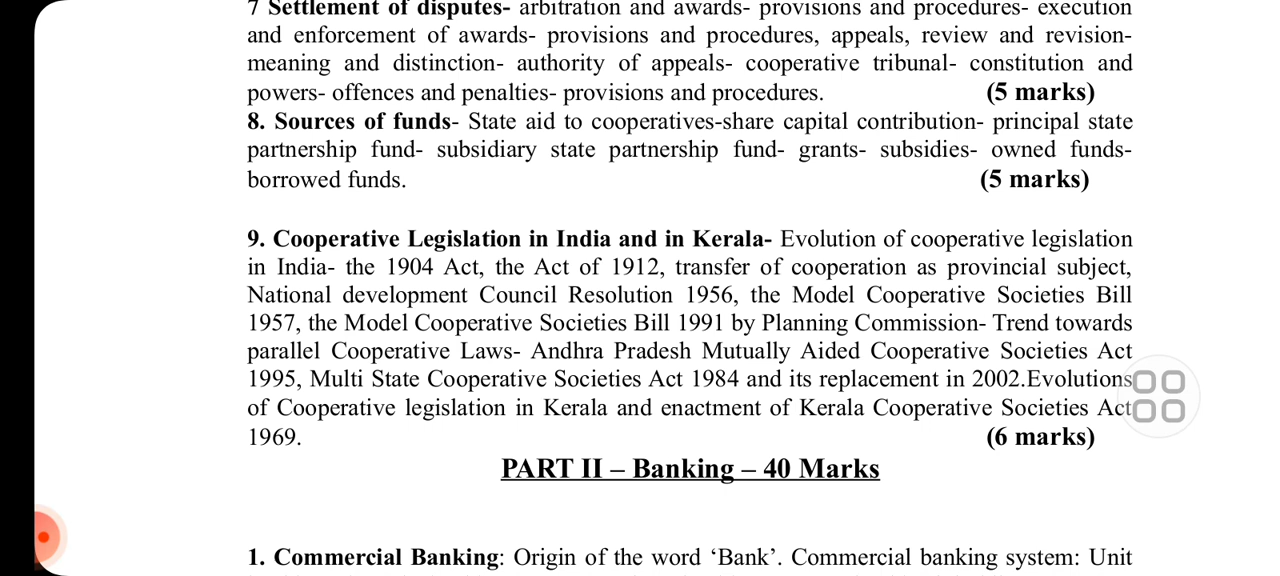 7 Settlement of disputes- arbitration and awards- provisions and procedures- execution
and enforcement of awards- provisions and procedures, appeals, review and revision-
meaning and distinction- authority of appeals- cooperative tribunal- constitution and
powers- offences and penalties- provisions and procedures. (5 marks)
8. Sources of funds- State aid to cooperatives-share capital contribution- principal state
partnership fund- subsidiary state partnership fund- grants- subsidies- owned funds-
borrowed funds. (5 marks)
9. Cooperative Legislation in India and in Kerala- Evolution of cooperative legislation
in India- the 1904 Act, the Act of 1912, transfer of cooperation as provincial subject,
National development Council Resolution 1956, the Model Cooperative Societies Bill
1957, the Model Cooperative Societies Bill 1991 by Planning Commission- Trend towards
parallel Cooperative Laws- Andhra Pradesh Mutually Aided Cooperative Societies Act
1995, Multi State Cooperative Societies Act 1984 and its replacement in 2002.Evolutions
of Cooperative legislation in Kerala and enactment of Kerala Cooperative Societies Act
1969. (6 marks)
PART II – Banking – 40 Marks
1. Commercial Banking: Origin of the word ‘Bank’. Commercial banking system: Unit